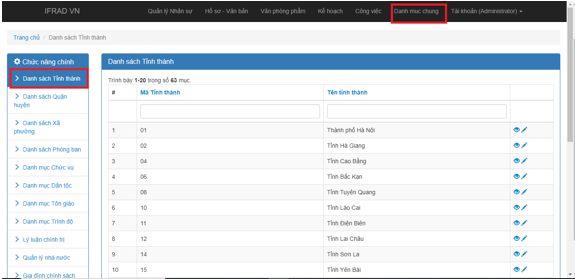 IFRAD VN
Quản lý Nhân sự Hồ sơ - Văn bản Văn phòng phẩm Kế hoạch Công việc Danh mục chung Tài khoản (Administrator)
Trang chủ / Danh sách Tỉnh thành
Chức năng chính
Danh sách Tỉnh thành
Danh sách Quận huyện
Danh sách Xã phường
Danh sách Phòng ban
Danh mục Chức vụ
Danh mục Dân tộc
Danh mục Tôn giáo
Danh mục Trình độ
Lý luận chính trị
Quản lý nhà nước
Gia đình chính sách
Danh sách Tỉnh thành
Trình bày 1-20 trong số 63 mục.
# Mã Tỉnh thành Tên tỉnh thành
1 01 Thành phố Hà Nội
2 02 Tỉnh Hà Giang
3 04 Tỉnh Cao Bằng
4 06 Tỉnh Bắc Kạn
5 08 Tỉnh Tuyên Quang
6 10 Tỉnh Lào Cai
7 11 Tỉnh Điện Biên
8 12 Tỉnh Lai Châu
9 14 Tỉnh Sơn La
10 15 Tỉnh Yên Bái